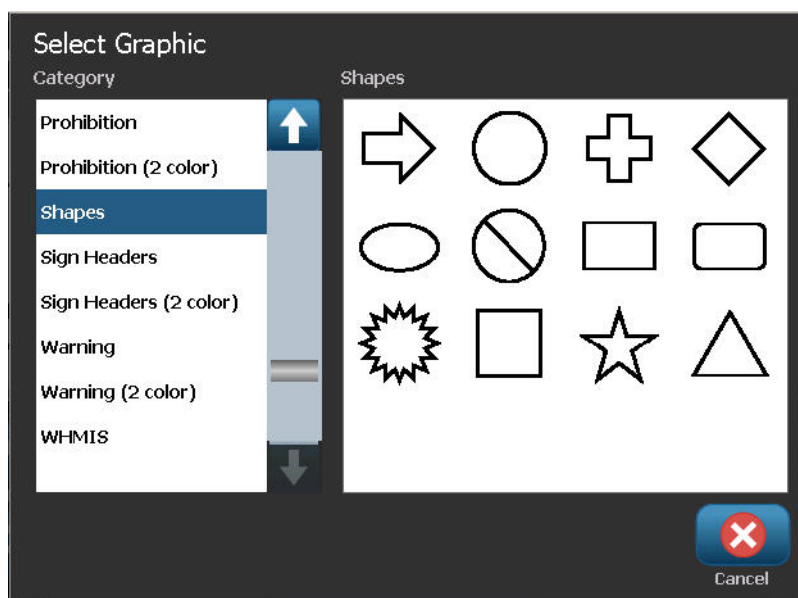 Select Graphic
Category
Shapes
Prohibition
Prohibition (2 color)
Shapes
Sign Headers
Sign Headers (2 color)
Warning
Warning (2 color)
WHMIS
Cancel